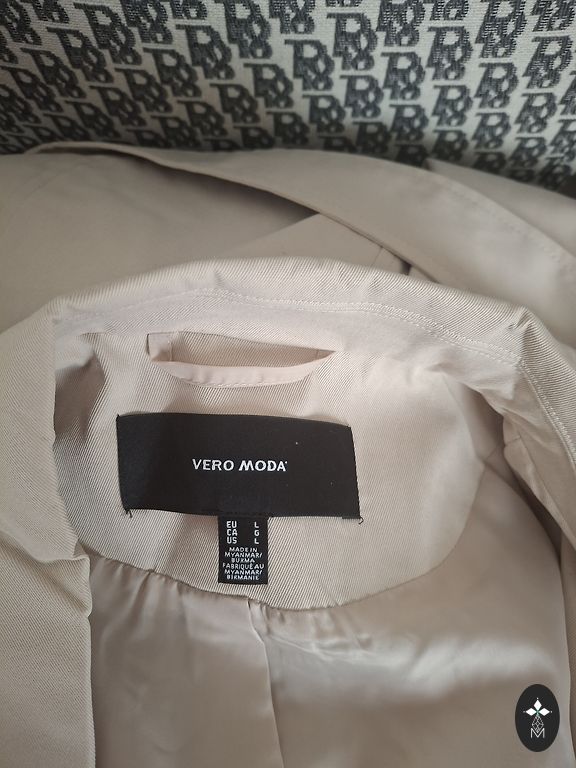 VERO MODA
EU L
CA G
US L
MADE IN
MYANMAR/
BURMA
FABRIQUÉ AU
MYANMAR/
BIRMANIE
M